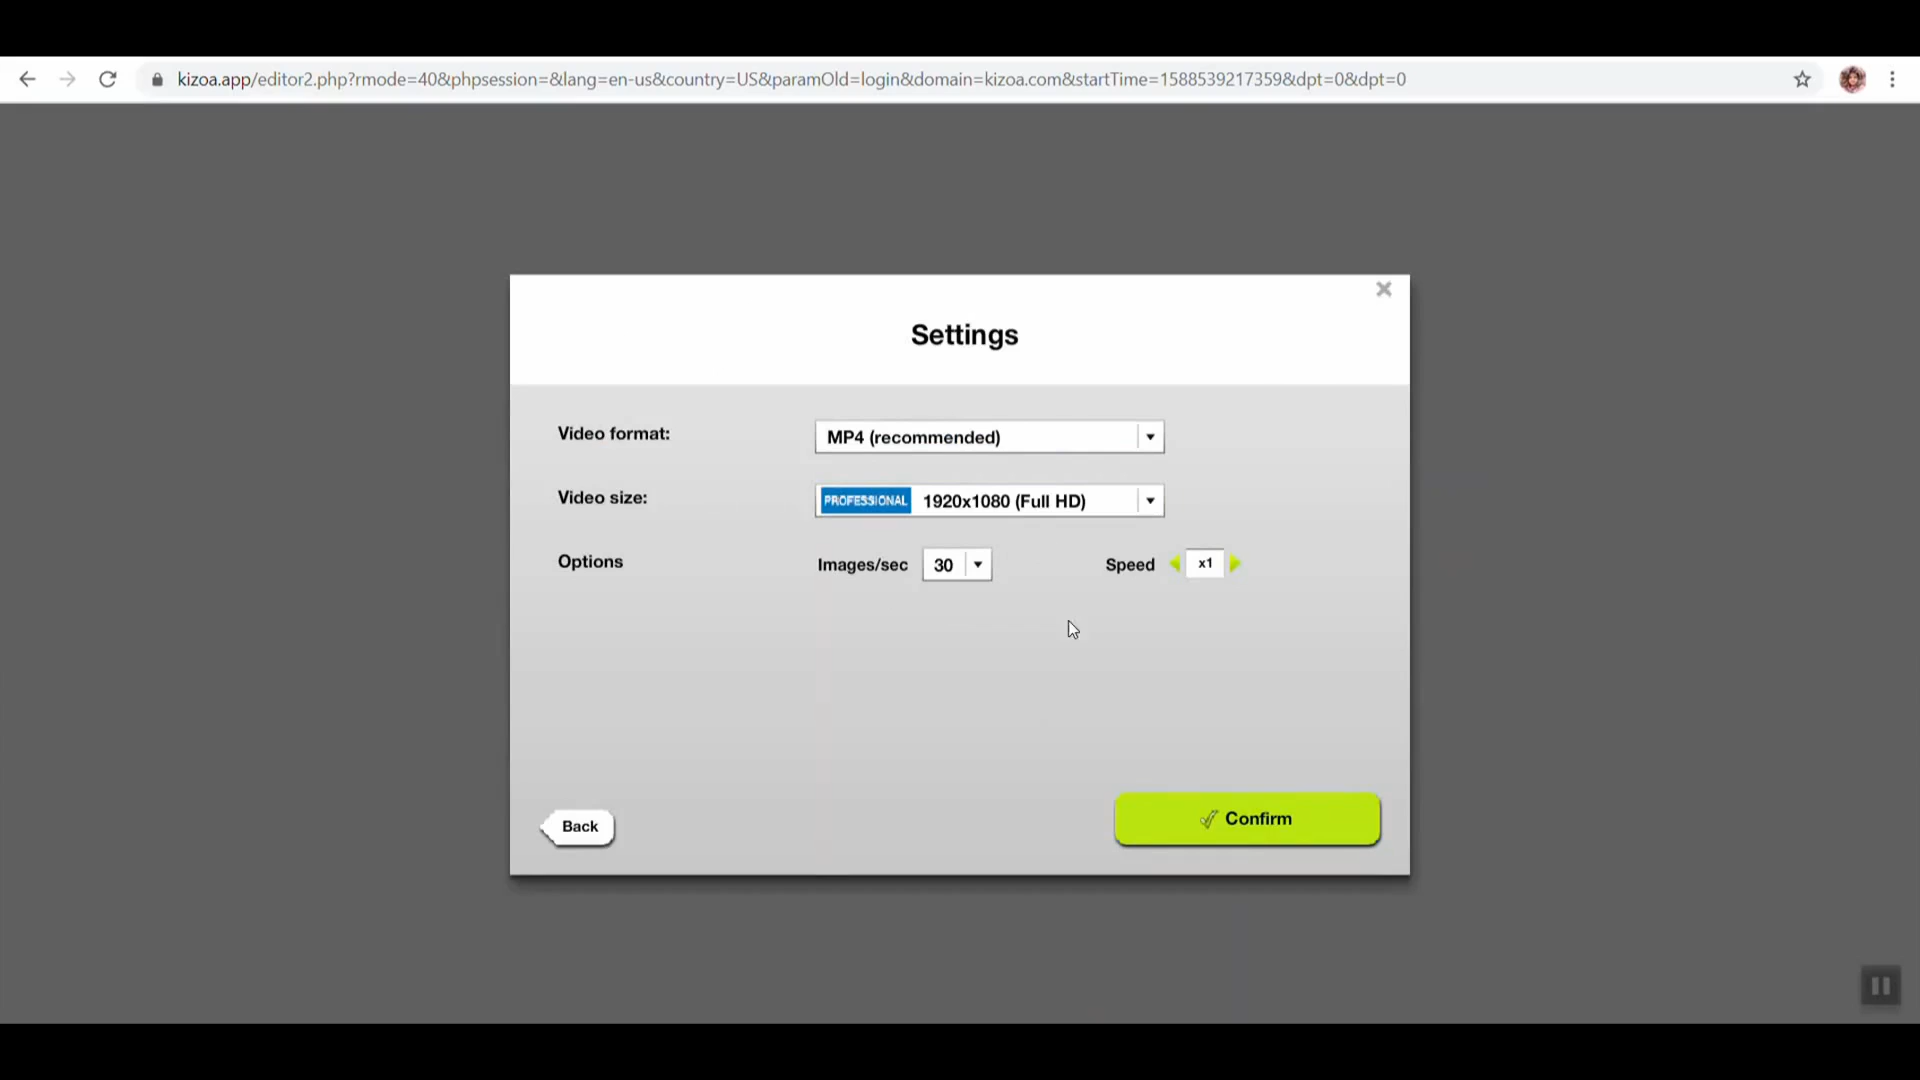 kizoa.app/editor2.php?rmode=40&phpsession=&lang=en-us&country=US&paramOld=login&domain=kizoa.com&startTime=1588539217359&dpt=0&dpt=0
Settings
Video format: MP4 (recommended)
Video size: PROFESSIONAL 1920x1080 (Full HD)
Options Images/sec 30 Speed x1
Back Confirm